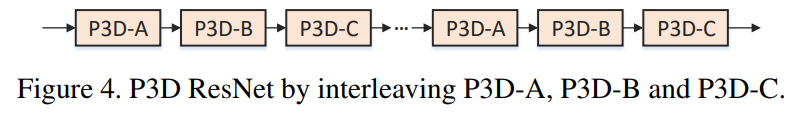 P3D-A P3D-B P3D-C ... P3D-A P3D-B P3D-C
Figure 4. P3D ResNet by interleaving P3D-A, P3D-B and P3D-C.